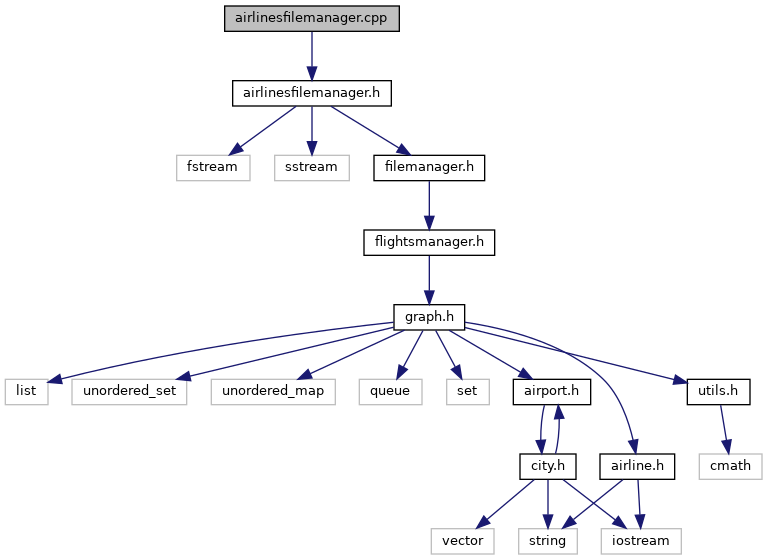 airlinesfilemanager.cpp
airlinesfilemanager.h
fstream
sstream
filemanager.h
flightsmanager.h
graph.h
list
unordered_set
unordered_map
queue
set
airport.h
utils.h
city.h
airline.h
cmath
vector
string
iostream